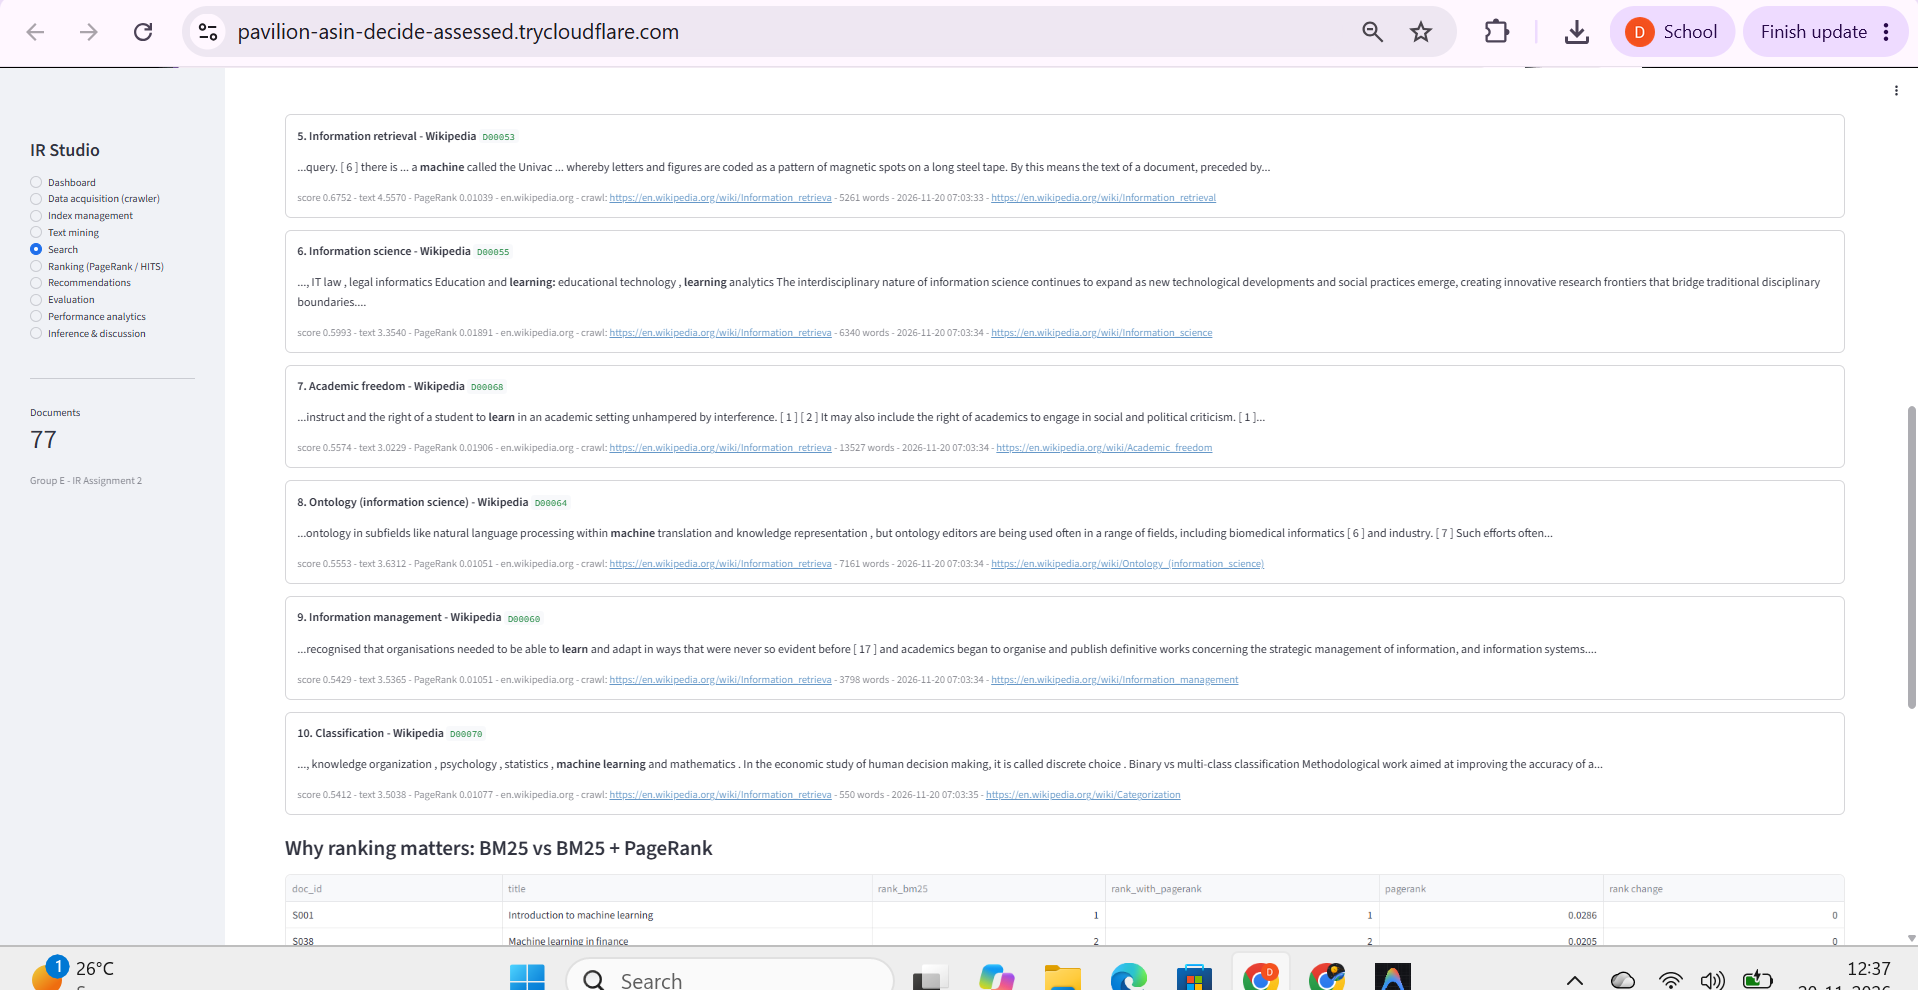 pavilion-asin-decide-assessed.trycloudflare.com
D
School
Finish update
IR Studio
Dashboard
Data acquisition (crawler)
Index management
Text mining
Search
Ranking (PageRank / HITS)
Recommendations
Evaluation
Performance analytics
Inference & discussion
Documents
77
Group E - IR Assignment 2
5. Information retrieval - Wikipedia D00053
...query. [ 6 ] there is ... a machine called the Univac ... whereby letters and figures are coded as a pattern of magnetic spots on a long steel tape. By this means the text of a document, preceded by...
score 0.6752 - text 4.5570 - PageRank 0.01039 - en.wikipedia.org - crawl: https://en.wikipedia.org/wiki/Information_retrieva - 5261 words - 2026-11-20 07:03:33 - https://en.wikipedia.org/wiki/Information_retrieval
6. Information science - Wikipedia D00055
..., IT law , legal informatics Education and learning: educational technology , learning analytics The interdisciplinary nature of information science continues to expand as new technological developments and social practices emerge, creating innovative research frontiers that bridge traditional disciplinary
boundaries....
score 0.5993 - text 3.3540 - PageRank 0.01891 - en.wikipedia.org - crawl: https://en.wikipedia.org/wiki/Information_retrieva - 6340 words - 2026-11-20 07:03:34 - https://en.wikipedia.org/wiki/Information_science
7. Academic freedom - Wikipedia D00068
...instruct and the right of a student to learn in an academic setting unhampered by interference. [ 1 ] [ 2 ] It may also include the right of academics to engage in social and political criticism. [ 1 ]...
score 0.5574 - text 3.0229 - PageRank 0.01906 - en.wikipedia.org - crawl: https://en.wikipedia.org/wiki/Information_retrieva - 13527 words - 2026-11-20 07:03:34 - https://en.wikipedia.org/wiki/Academic_freedom
8. Ontology (information science) - Wikipedia D00064
...ontology in subfields like natural language processing within machine translation and knowledge representation , but ontology editors are being used often in a range of fields, including biomedical informatics [ 6 ] and industry. [ 7 ] Such efforts often...
score 0.5553 - text 3.6312 - PageRank 0.01051 - en.wikipedia.org - crawl: https://en.wikipedia.org/wiki/Information_retrieva - 7161 words - 2026-11-20 07:03:34 - https://en.wikipedia.org/wiki/Ontology_(information_science)
9. Information management - Wikipedia D00060
...recognised that organisations needed to be able to learn and adapt in ways that were never so evident before [ 17 ] and academics began to organise and publish definitive works concerning the strategic management of information, and information systems....
score 0.5429 - text 3.5365 - PageRank 0.01051 - en.wikipedia.org - crawl: https://en.wikipedia.org/wiki/Information_retrieva - 3798 words - 2026-11-20 07:03:34 - https://en.wikipedia.org/wiki/Information_management
10. Classification - Wikipedia D00070
..., knowledge organization , psychology , statistics , machine learning and mathematics . In the economic study of human decision making, it is called discrete choice . Binary vs multi-class classification Methodological work aimed at improving the accuracy of a...
score 0.5412 - text 3.5038 - PageRank 0.01077 - en.wikipedia.org - crawl: https://en.wikipedia.org/wiki/Information_retrieva - 550 words - 2026-11-20 07:03:35 - https://en.wikipedia.org/wiki/Categorization
Why ranking matters: BM25 vs BM25 + PageRank
doc_id title rank_bm25 rank_with_pagerank pagerank rank change
S001 Introduction to machine learning 1 1 0.0286 0
S038 Machine learning in finance 2 2 0.0205 0
1
26°C
Search
D
12:37